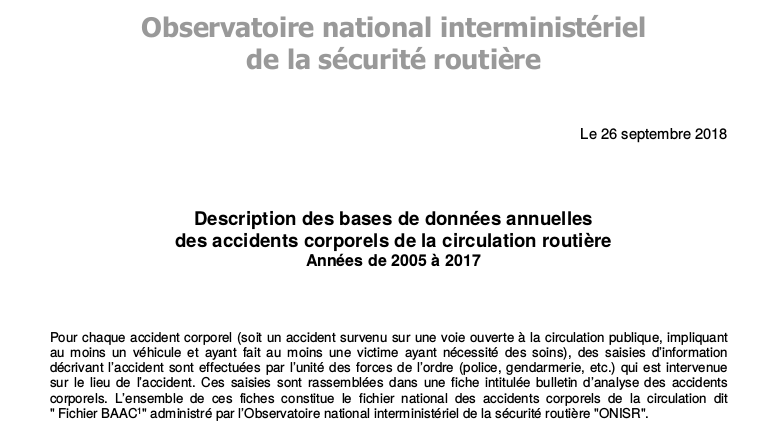 Observatoire national interministériel
de la sécurité routière
Le 26 septembre 2018
Description des bases de données annuelles
des accidents corporels de la circulation routière
Années de 2005 à 2017
Pour chaque accident corporel (soit un accident survenu sur une voie ouverte à la circulation publique, impliquant
au moins un véhicule et ayant fait au moins une victime ayant nécessité des soins), des saisies d’information
décrivant l’accident sont effectuées par l’unité des forces de l’ordre (police, gendarmerie, etc.) qui est intervenue
sur le lieu de l’accident. Ces saisies sont rassemblées dans une fiche intitulée bulletin d’analyse des accidents
corporels. L’ensemble de ces fiches constitue le fichier national des accidents corporels de la circulation dit
" Fichier BAAC¹" administré par l’Observatoire national interministériel de la sécurité routière "ONISR".